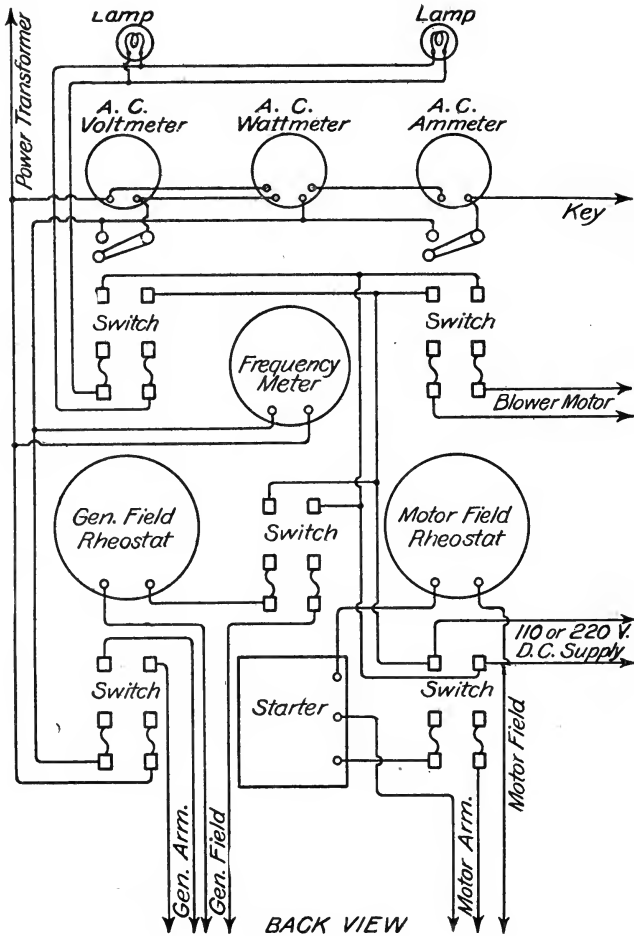 Lamp
Lamp
Power Transformer
A. C.
Voltmeter
A. C.
Wattmeter
A. C.
Ammeter
Key
Switch
Switch
Frequency
Meter
Blower Motor
Gen. Field
Rheostat
Switch
Motor Field
Rheostat
110 or 220 V.
D.C. Supply
Switch
Starter
Switch
Motor Field
Gen. Arm.
Gen. Field
Motor Arm.
BACK VIEW